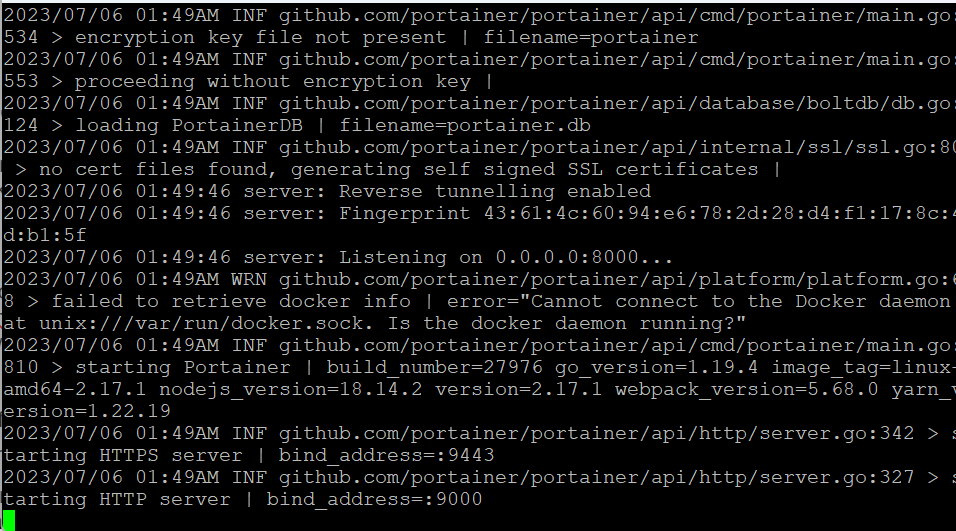 2023/07/06 01:49AM INF github.com/portainer/portainer/api/cmd/portainer/main.go:
534 > encryption key file not present | filename=portainer
2023/07/06 01:49AM INF github.com/portainer/portainer/api/cmd/portainer/main.go:
553 > proceeding without encryption key |
2023/07/06 01:49AM INF github.com/portainer/portainer/api/database/boltdb/db.go:
124 > loading PortainerDB | filename=portainer.db
2023/07/06 01:49AM INF github.com/portainer/portainer/api/internal/ssl/ssl.go:80
> no cert files found, generating self signed SSL certificates |
2023/07/06 01:49:46 server: Reverse tunnelling enabled
2023/07/06 01:49:46 server: Fingerprint 43:61:4c:60:94:e6:78:2d:28:d4:f1:17:8c:4
d:b1:5f
2023/07/06 01:49:46 server: Listening on 0.0.0.0:8000...
2023/07/06 01:49AM WRN github.com/portainer/portainer/api/platform/platform.go:6
8 > failed to retrieve docker info | error="Cannot connect to the Docker daemon
at unix:///var/run/docker.sock. Is the docker daemon running?"
2023/07/06 01:49AM INF github.com/portainer/portainer/api/cmd/portainer/main.go:
810 > starting Portainer | build_number=27976 go_version=1.19.4 image_tag=linux-
amd64-2.17.1 nodejs_version=18.14.2 version=2.17.1 webpack_version=5.68.0 yarn_v
ersion=1.22.19
2023/07/06 01:49AM INF github.com/portainer/portainer/api/http/server.go:342 > s
tarting HTTPS server | bind_address=:9443
2023/07/06 01:49AM INF github.com/portainer/portainer/api/http/server.go:327 > s
tarting HTTP server | bind_address=:9000